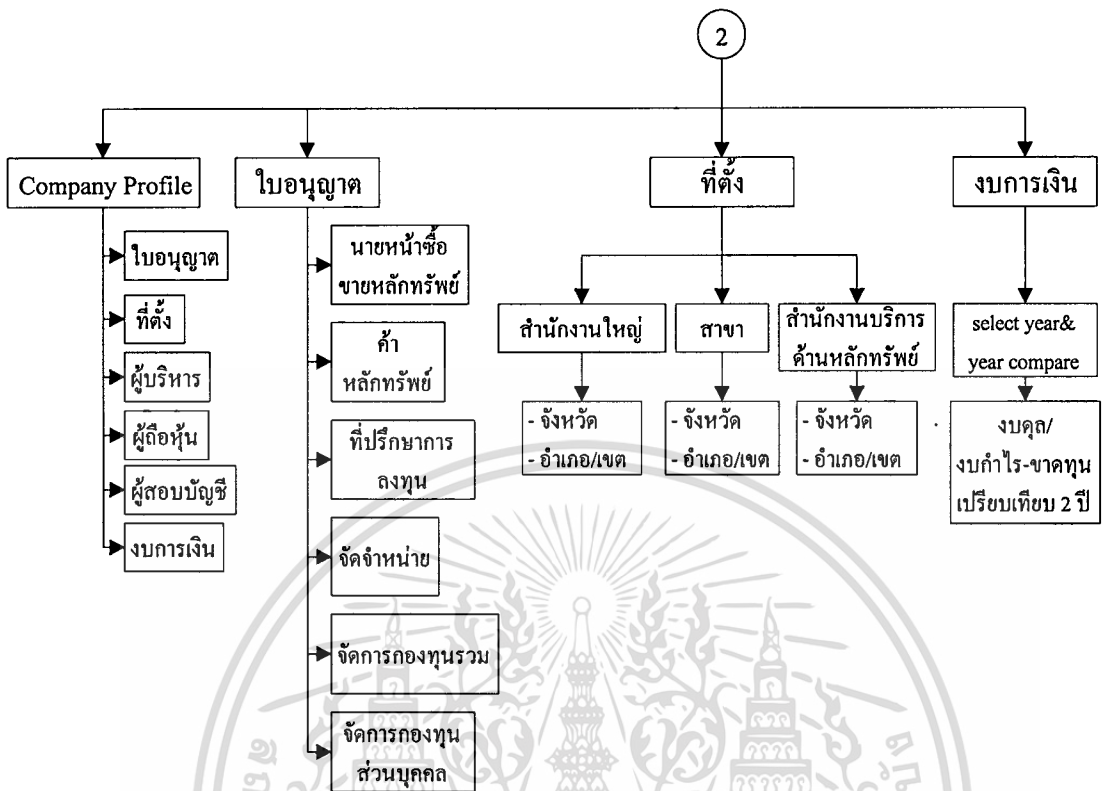 2
Company Profile
ใบอนุญาต
ที่ตั้ง
ผู้บริหาร
ผู้ถือหุ้น
ผู้สอบบัญชี
งบการเงิน
ใบอนุญาต
นายหน้าซื้อ
ขายหลักทรัพย์
ค้า
หลักทรัพย์
ที่ปรึกษาการ
ลงทุน
จัดจำหน่าย
จัดการกองทุนรวม
จัดการกองทุน
ส่วนบุคคล
ที่ตั้ง
สำนักงานใหญ่
- จังหวัด
- อำเภอ/เขต
สาขา
- จังหวัด
- อำเภอ/เขต
สำนักงานบริการ
ด้านหลักทรัพย์
- จังหวัด
- อำเภอ/เขต
งบการเงิน
select year&
year compare
งบดุล/
งบกำไร-ขาดทุน
เปรียบเทียบ 2 ปี